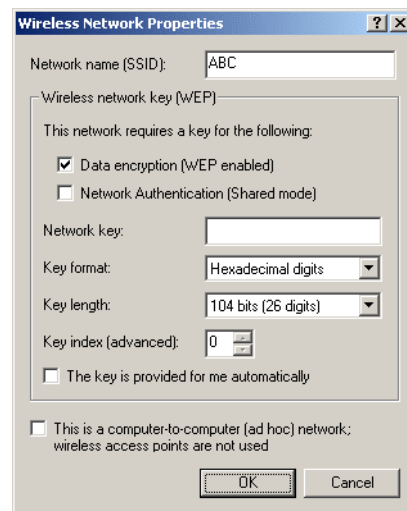 Wireless Network Properties
Network name (SSID): ABC
Wireless network key (WEP)
This network requires a key for the following:
Data encryption (WEP enabled)
Network Authentication (Shared mode)
Network key:
Key format: Hexadecimal digits
Key length: 104 bits (26 digits)
Key index (advanced): 0
The key is provided for me automatically
This is a computer-to-computer (ad hoc) network;
wireless access points are not used
OK Cancel